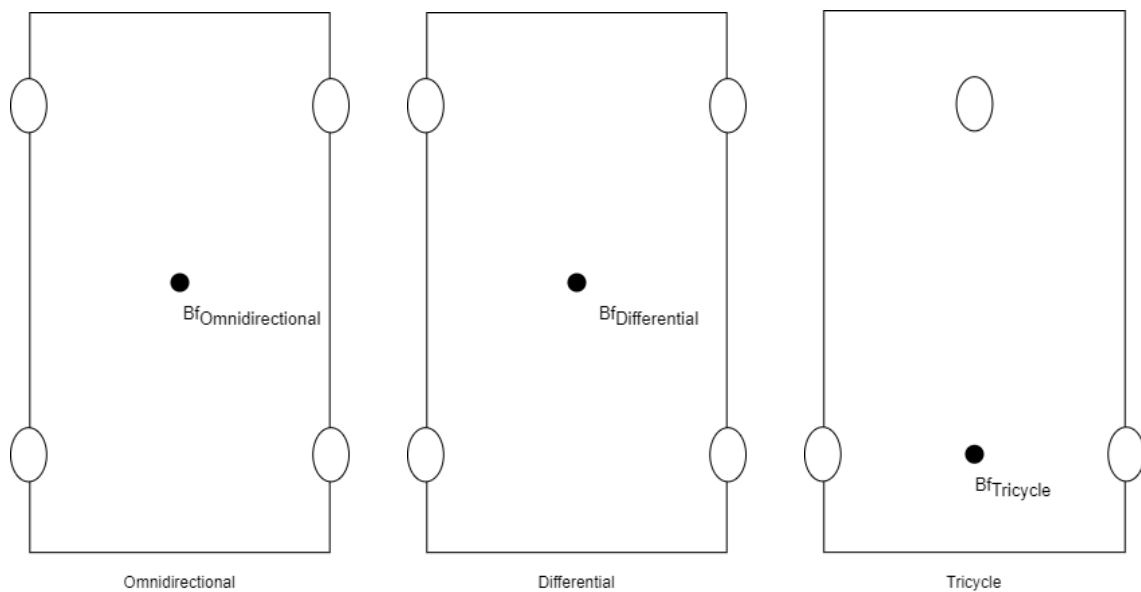 BfOmnidirectional
BfDifferential
BfTricycle
Omnidirectional
Differential
Tricycle